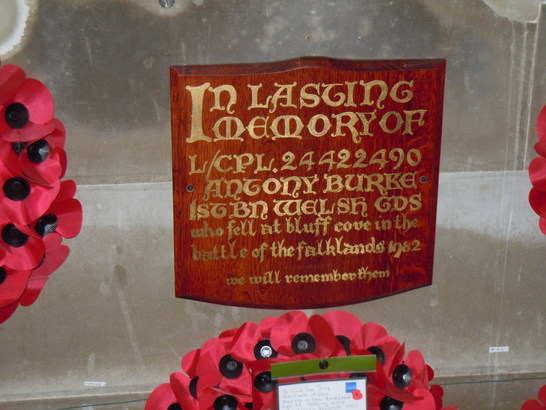 In LASTING
MEMORY OF
L/CPL. 24422490
ANTONY BURKE
1ST BN WELSH GDS
who fell at bluff cove in the
battle of the falklands 1982
we will remember them